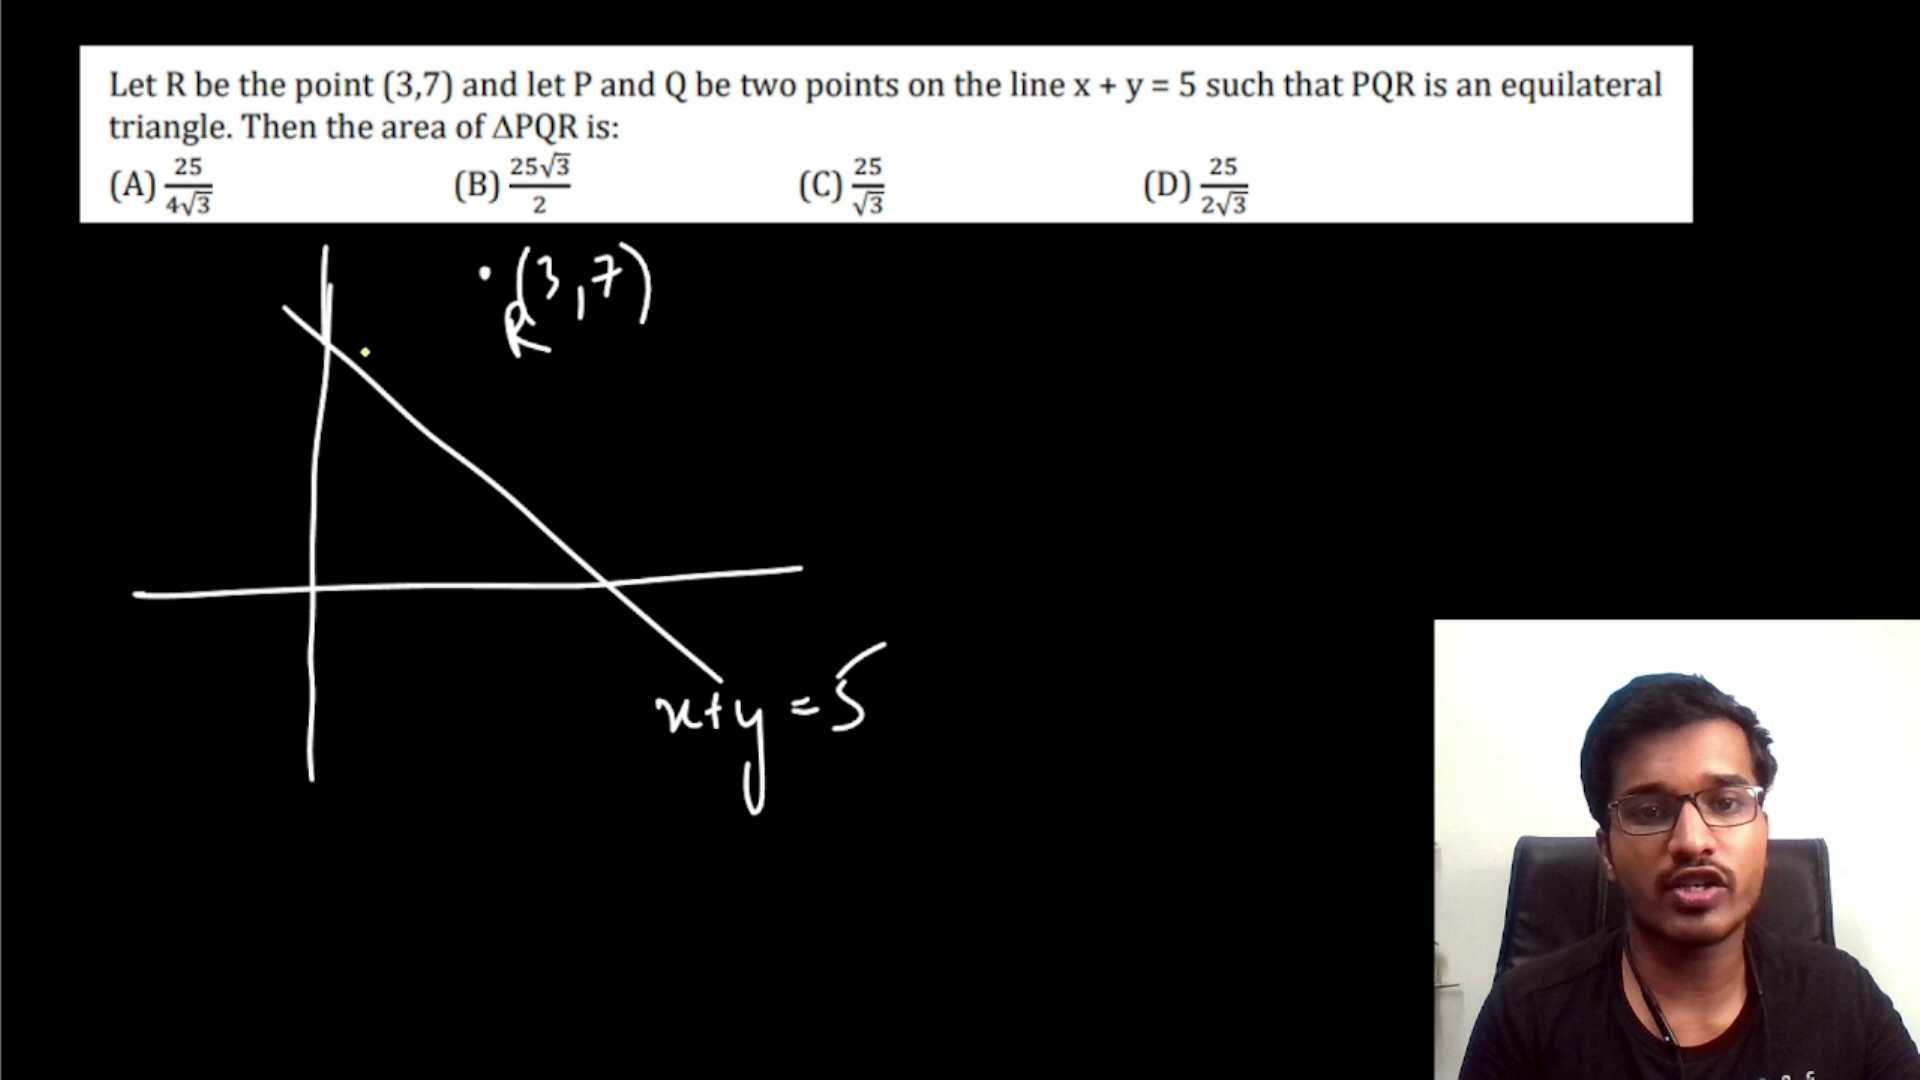 Let R be the point (3,7) and let P and Q be two points on the line x + y = 5 such that PQR is an equilateral
triangle. Then the area of ΔPQR is:
(A) 25/4√3 (B) 25√3/2 (C) 25/√3 (D) 25/2√3
(3,7)
R
x+y=5